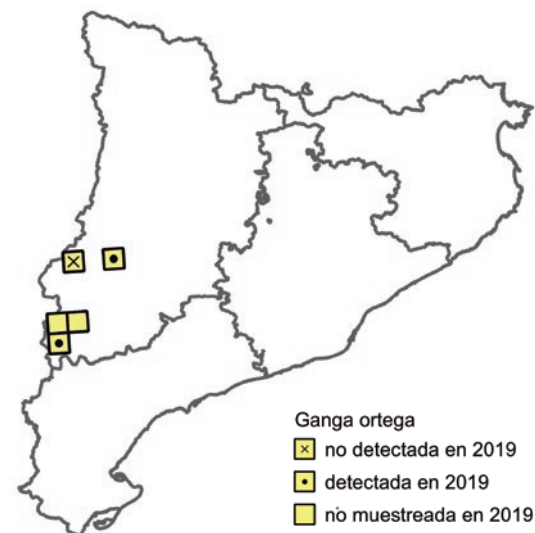 Ganga ortega
no detectada en 2019
detectada en 2019
no muestreada en 2019